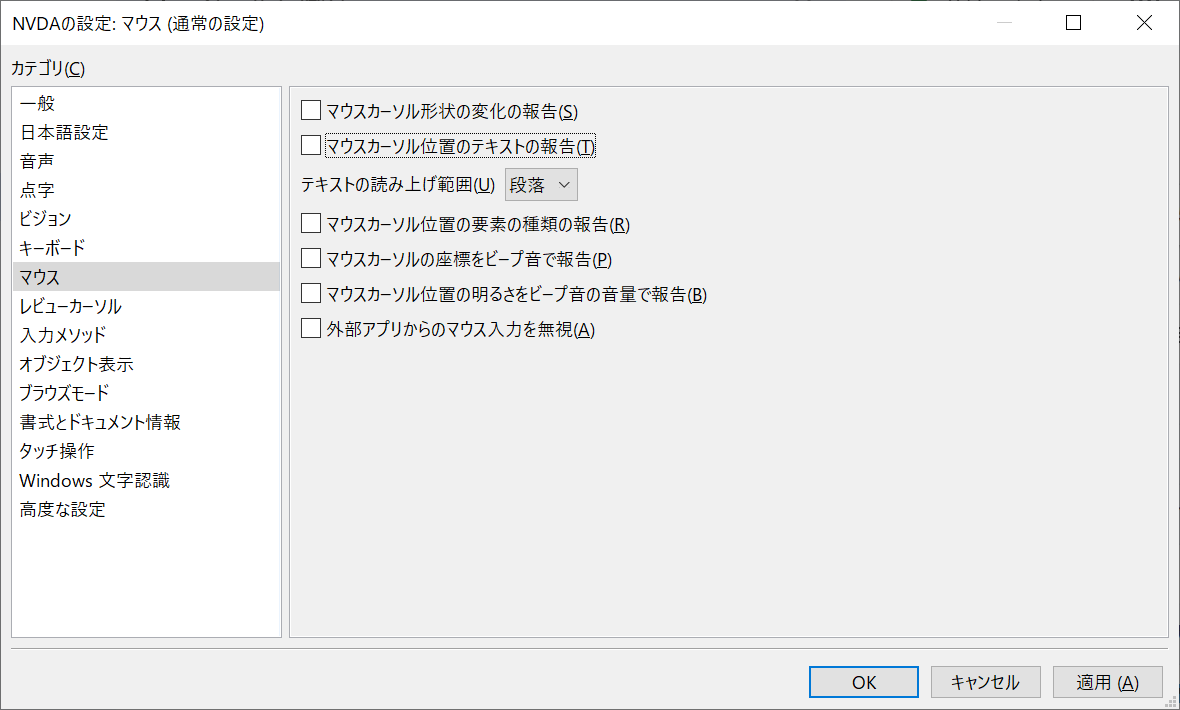 NVDAの設定: マウス (通常の設定)
カテゴリ(C)
一般
日本語設定
音声
点字
ビジョン
キーボード
マウス
レビューカーソル
入力メソッド
オブジェクト表示
ブラウズモード
書式とドキュメント情報
タッチ操作
Windows 文字認識
高度な設定
マウスカーソル形状の変化の報告(S)
マウスカーソル位置のテキストの報告(T)
テキストの読み上げ範囲(U) 段落
マウスカーソル位置の要素の種類の報告(R)
マウスカーソルの座標をビープ音で報告(P)
マウスカーソル位置の明るさをビープ音の音量で報告(B)
外部アプリからのマウス入力を無視(A)
OK キャンセル 適用 (A)